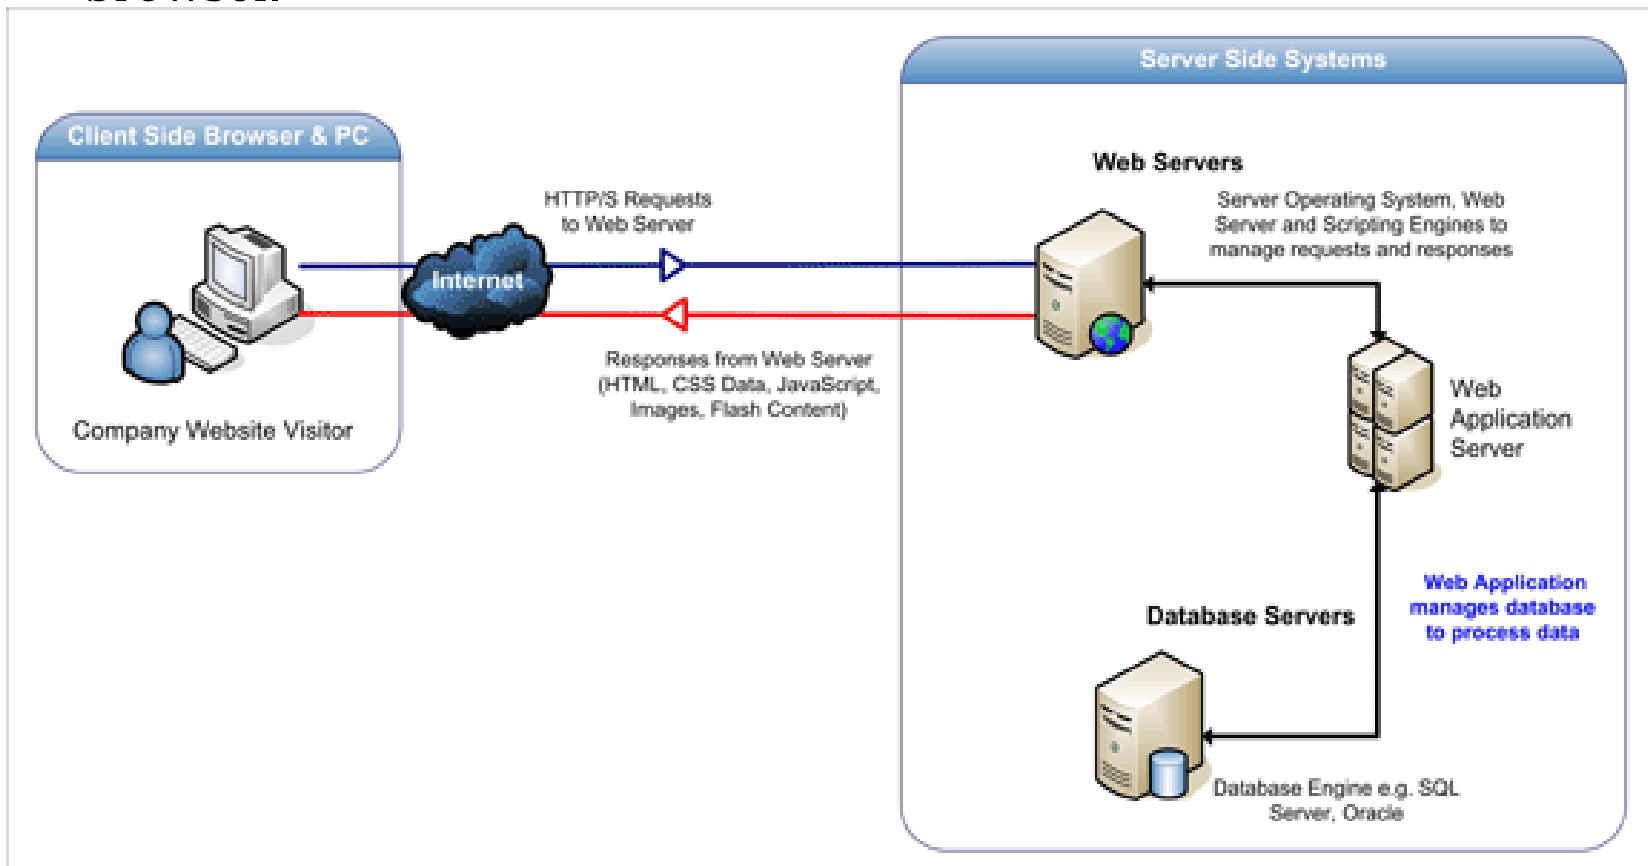 Server Side Systems
Client Side Browser & PC
Web Servers
HTTP/S Requests
to Web Server
Server Operating System, Web
Server and Scripting Engines to
manage requests and responses
Internet
Responses from Web Server
(HTML, CSS Data, JavaScript,
Images, Flash Content)
Company Website Visitor
Web
Application
Server
Web Application
manages database
to process data
Database Servers
Database Engine e.g. SQL
Server, Oracle